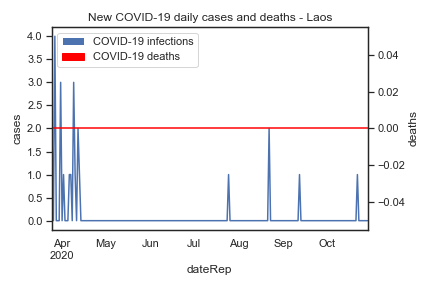 New COVID-19 daily cases and deaths - Laos
COVID-19 infections
COVID-19 deaths
4.0
3.5
3.0
2.5
2.0
1.5
1.0
0.5
0.0
cases
0.04
0.02
0.00
−0.02
−0.04
deaths
Apr May Jun Jul Aug Sep Oct
2020
dateRep